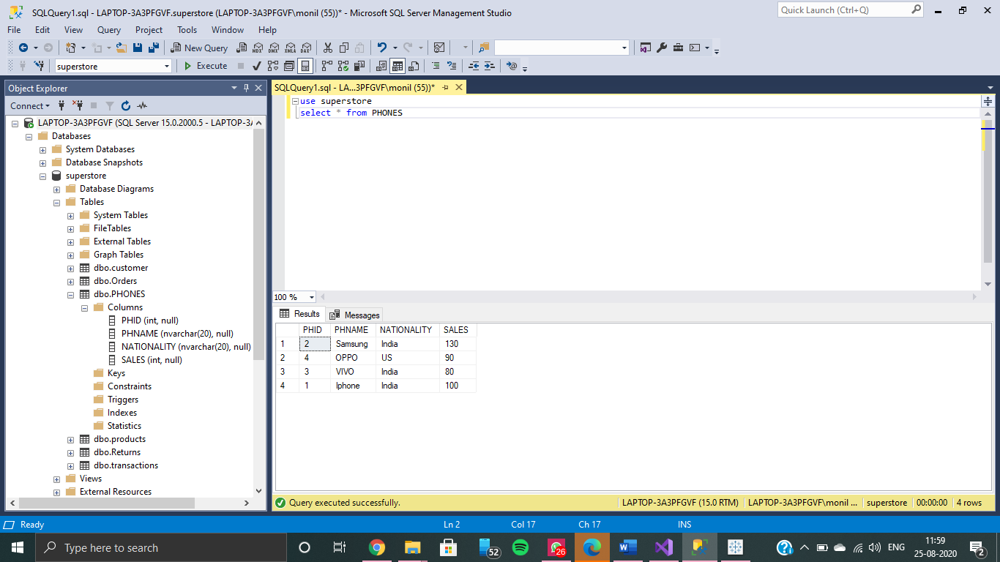 SQLQuery1.sql - LAPTOP-3A3PFGVF.superstore (LAPTOP-3A3PFGVF\monil (55))* - Microsoft SQL Server Management Studio
Quick Launch (Ctrl+Q)
File Edit View Query Project Tools Window Help
New Query MDX DMX XMLA DAX
superstore Execute
Object Explorer
SQLQuery1.sql - LA...3PFGVF\monil (55))*
Connect
use superstore
select * from PHONES
LAPTOP-3A3PFGVF (SQL Server 15.0.2000.5 - LAPTOP-3A
Databases
System Databases
Database Snapshots
superstore
Database Diagrams
Tables
System Tables
FileTables
External Tables
Graph Tables
dbo.customer
dbo.Orders
dbo.PHONES
Columns
PHID (int, null)
PHNAME (nvarchar(20), null)
NATIONALITY (nvarchar(20), null)
SALES (int, null)
Keys
Constraints
Triggers
Indexes
Statistics
dbo.products
dbo.Returns
dbo.transactions
Views
External Resources
100 %
Results Messages
PHID PHNAME NATIONALITY SALES
1 2 Samsung India 130
2 4 OPPO US 90
3 3 VIVO India 80
4 1 Iphone India 100
Query executed successfully. LAPTOP-3A3PFGVF (15.0 RTM) LAPTOP-3A3PFGVF\monil ... superstore 00:00:00 4 rows
Ready Ln 2 Col 17 Ch 17 INS
Type here to search 52 26 ENG 11:59
25-08-2020 2